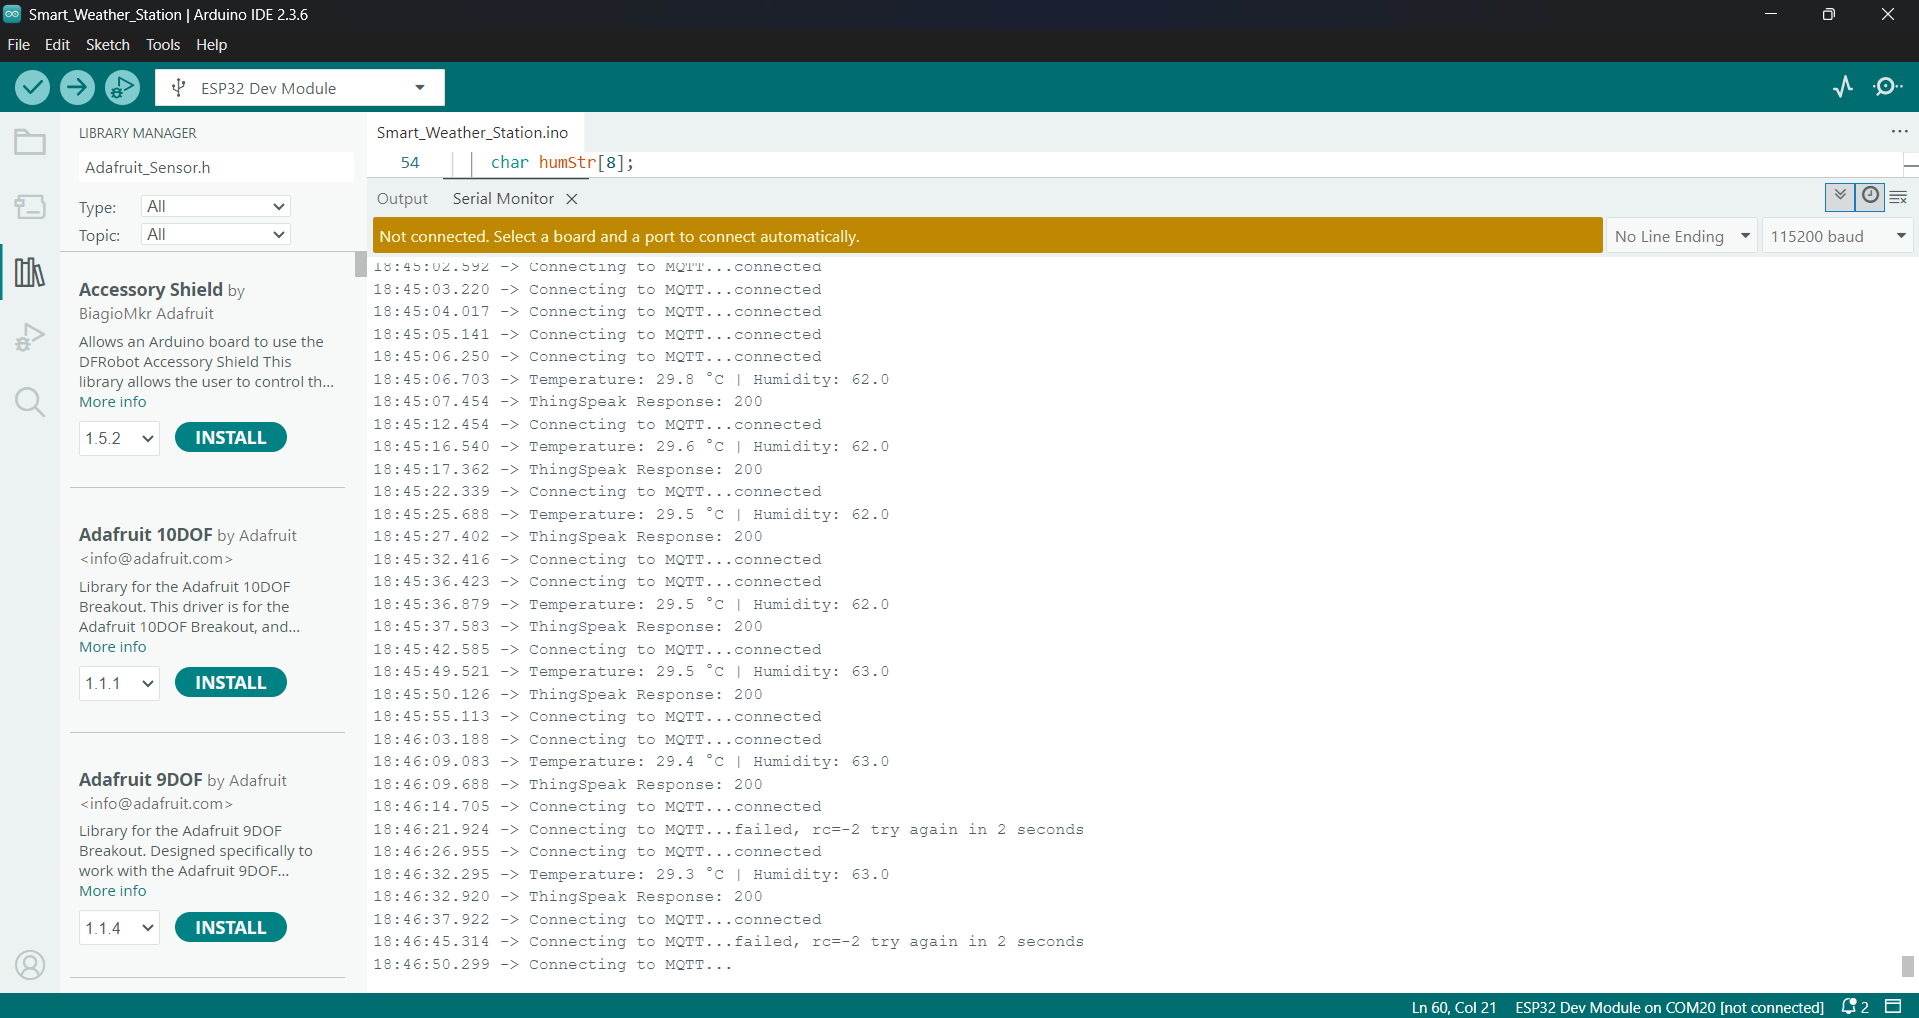 Smart_Weather_Station | Arduino IDE 2.3.6
File Edit Sketch Tools Help
ESP32 Dev Module
LIBRARY MANAGER
Adafruit_Sensor.h
Type: All
Topic: All
Accessory Shield by
BiagioMkr Adafruit
Allows an Arduino board to use the
DFRobot Accessory Shield This
library allows the user to control th...
More info
1.5.2 INSTALL
Adafruit 10DOF by Adafruit
<info@adafruit.com>
Library for the Adafruit 10DOF
Breakout. This driver is for the
Adafruit 10DOF Breakout, and...
More info
1.1.1 INSTALL
Adafruit 9DOF by Adafruit
<info@adafruit.com>
Library for the Adafruit 9DOF
Breakout. Designed specifically to
work with the Adafruit 9DOF...
More info
1.1.4 INSTALL
Smart_Weather_Station.ino
54 char humStr[8];
Output Serial Monitor
Not connected. Select a board and a port to connect automatically.
No Line Ending 115200 baud
18:45:02.592 -> Connecting to MQTT...connected
18:45:03.220 -> Connecting to MQTT...connected
18:45:04.017 -> Connecting to MQTT...connected
18:45:05.141 -> Connecting to MQTT...connected
18:45:06.250 -> Connecting to MQTT...connected
18:45:06.703 -> Temperature: 29.8 °C | Humidity: 62.0
18:45:07.454 -> ThingSpeak Response: 200
18:45:12.454 -> Connecting to MQTT...connected
18:45:16.540 -> Temperature: 29.6 °C | Humidity: 62.0
18:45:17.362 -> ThingSpeak Response: 200
18:45:22.339 -> Connecting to MQTT...connected
18:45:25.688 -> Temperature: 29.5 °C | Humidity: 62.0
18:45:27.402 -> ThingSpeak Response: 200
18:45:32.416 -> Connecting to MQTT...connected
18:45:36.423 -> Connecting to MQTT...connected
18:45:36.879 -> Temperature: 29.5 °C | Humidity: 62.0
18:45:37.583 -> ThingSpeak Response: 200
18:45:42.585 -> Connecting to MQTT...connected
18:45:49.521 -> Temperature: 29.5 °C | Humidity: 63.0
18:45:50.126 -> ThingSpeak Response: 200
18:45:55.113 -> Connecting to MQTT...connected
18:46:03.188 -> Connecting to MQTT...connected
18:46:09.083 -> Temperature: 29.4 °C | Humidity: 63.0
18:46:09.688 -> ThingSpeak Response: 200
18:46:14.705 -> Connecting to MQTT...connected
18:46:21.924 -> Connecting to MQTT...failed, rc=-2 try again in 2 seconds
18:46:26.955 -> Connecting to MQTT...connected
18:46:32.295 -> Temperature: 29.3 °C | Humidity: 63.0
18:46:32.920 -> ThingSpeak Response: 200
18:46:37.922 -> Connecting to MQTT...connected
18:46:45.314 -> Connecting to MQTT...failed, rc=-2 try again in 2 seconds
18:46:50.299 -> Connecting to MQTT...
Ln 60, Col 21 ESP32 Dev Module on COM20 [not connected] 2